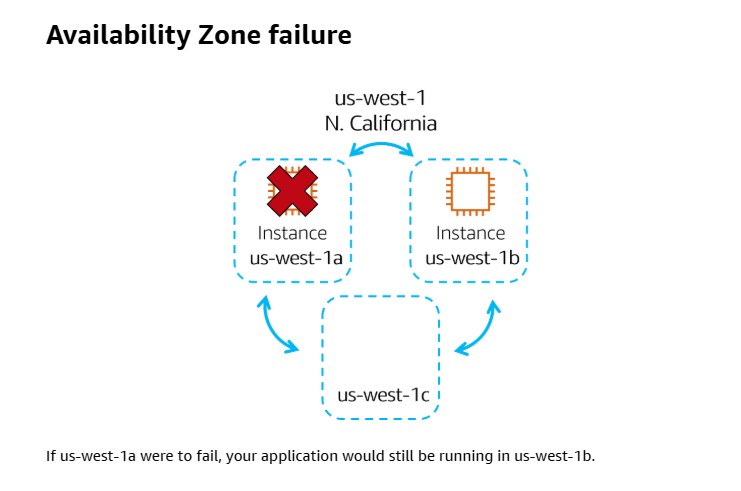 Availability Zone failure
us-west-1
N. California
Instance
us-west-1a
Instance
us-west-1b
us-west-1c
If us-west-1a were to fail, your application would still be running in us-west-1b.